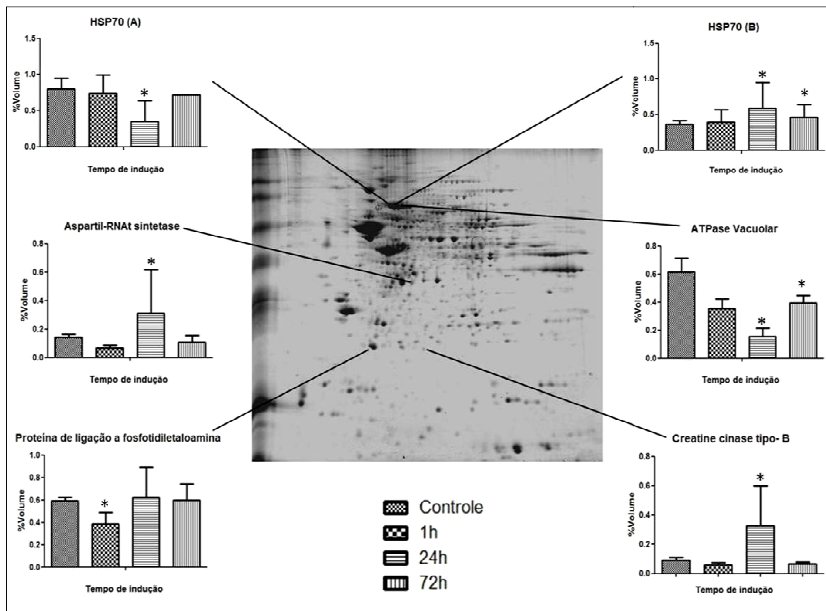 HSP70 (A)
%Volume
1.5
1.0
0.5
0.0
*
Tempo de indução
HSP70 (B)
%Volume
1.5
1.0
0.5
0.0
*
*
Tempo de indução
Aspartil-RNAt sintetase
%Volume
0.8
0.6
0.4
0.2
0.0
*
Tempo de indução
ATPase Vacuolar
%Volume
0.8
0.6
0.4
0.2
0.0
*
*
Tempo de indução
Proteína de ligação a fosfotidiletaloamina
%Volume
1.0
0.8
0.6
0.4
0.2
0.0
*
Tempo de indução
Creatine cinase tipo- B
%Volume
0.8
0.6
0.4
0.2
0.0
*
Tempo de indução
Controle
1h
24h
72h